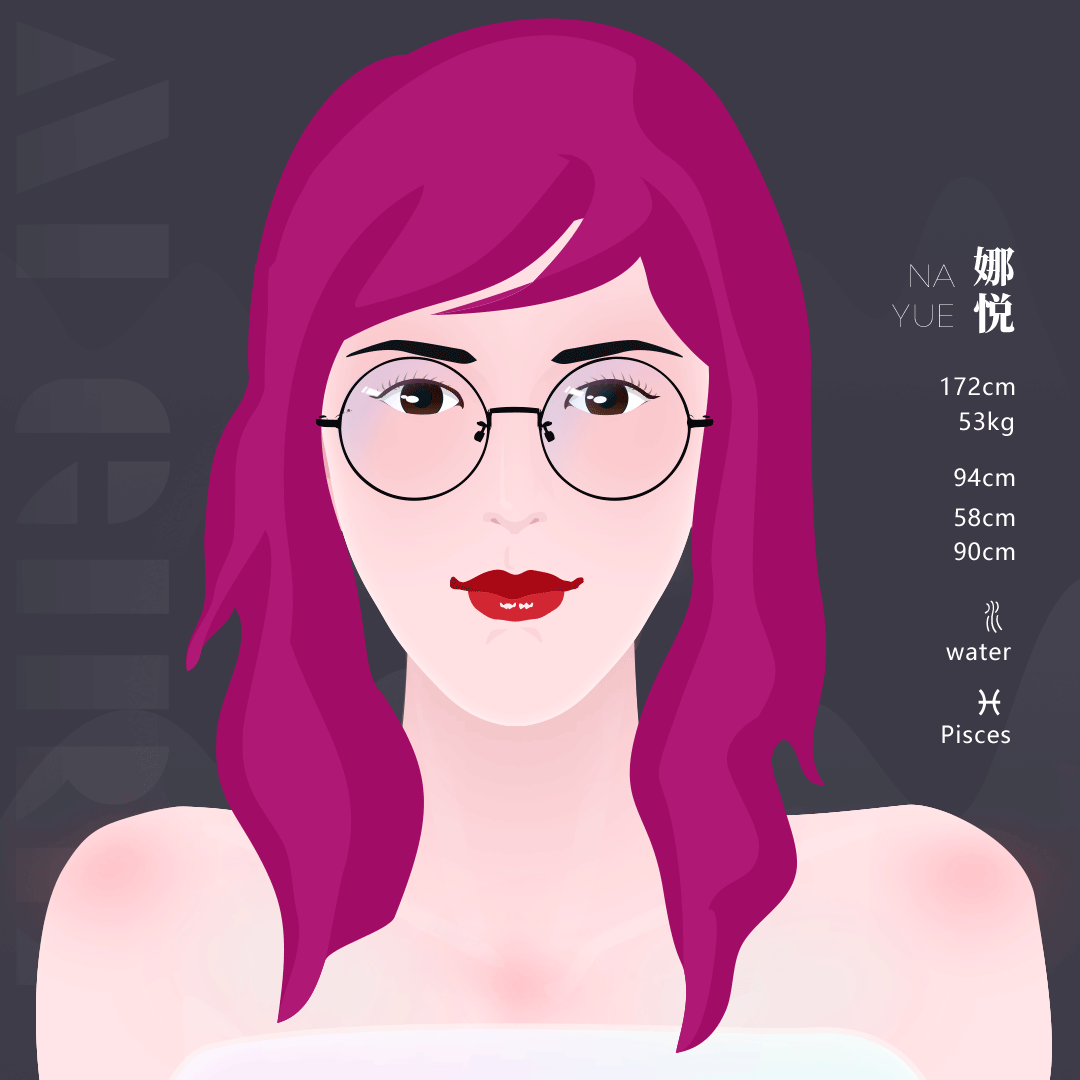 娜悦
NA
YUE
172cm
53kg
94cm
58cm
90cm
water
Pisces